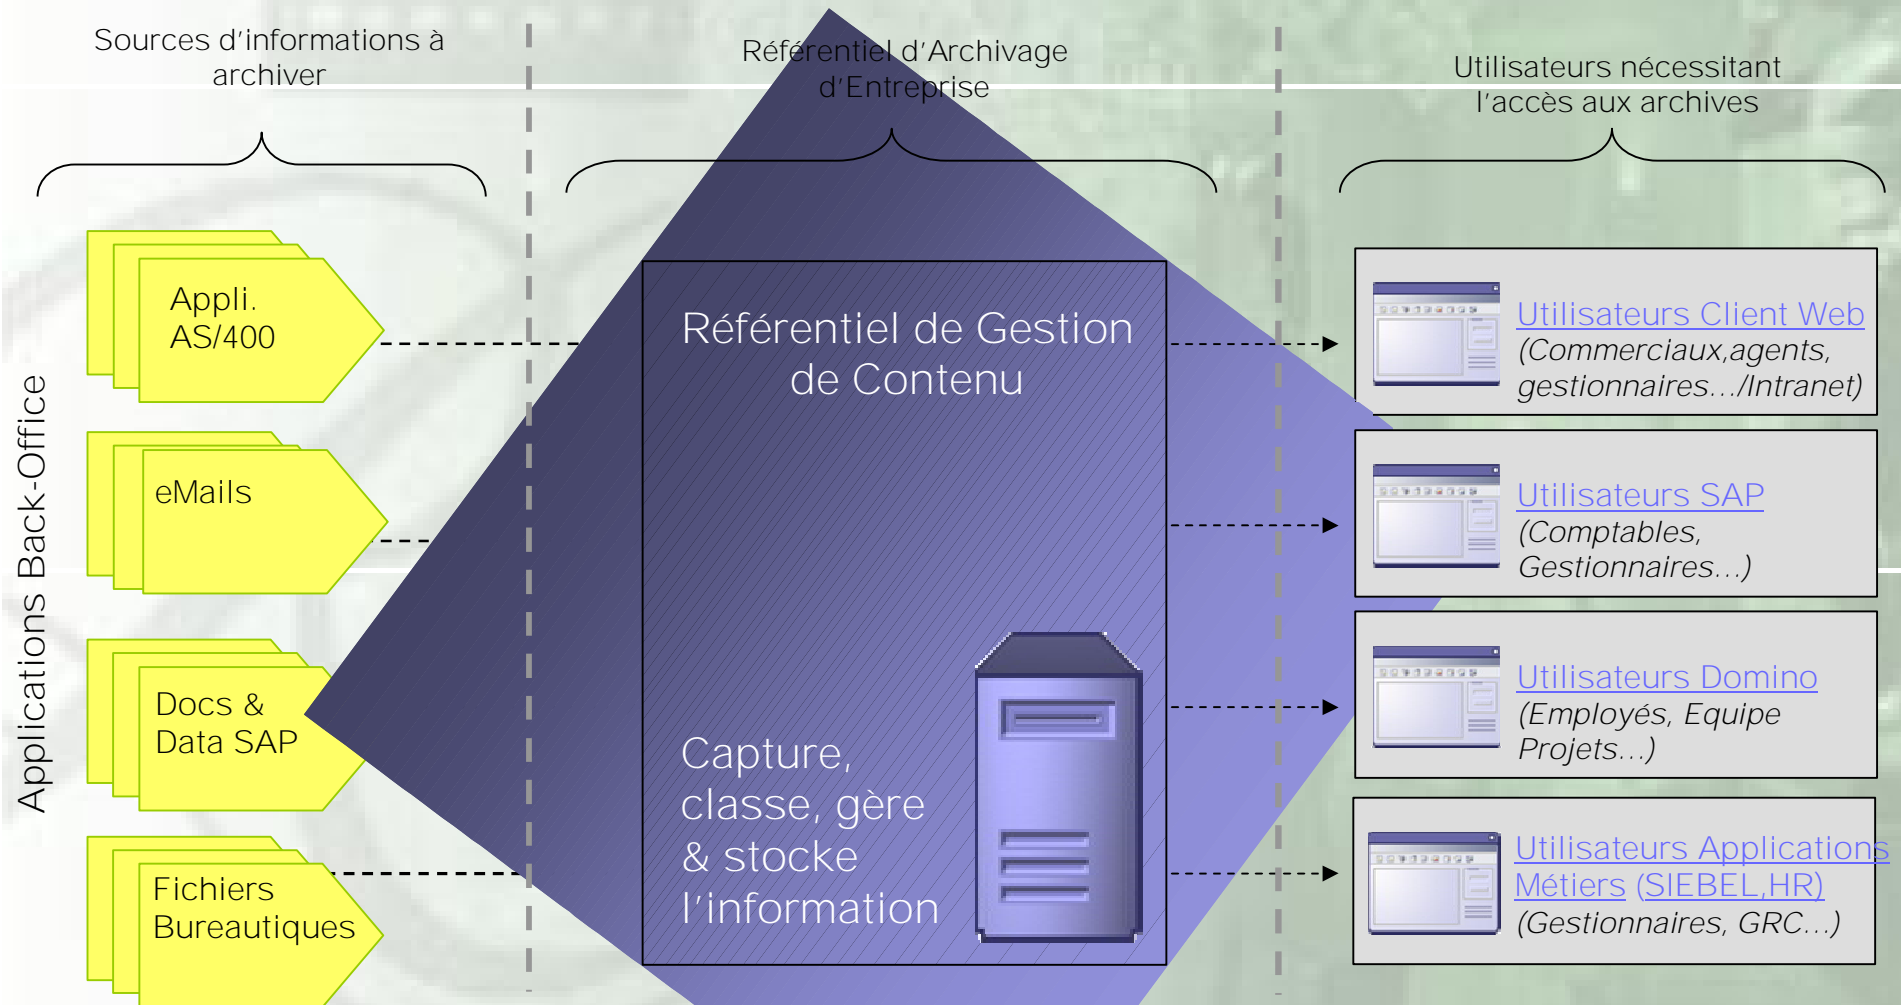 Sources d'informations à
archiver
Référentiel d'Archivage
d'Entreprise
Utilisateurs nécessitant
l'accès aux archives
Applications Back-Office
Appli.
AS/400
eMails
Docs &
Data SAP
Fichiers
Bureautiques
Référentiel de Gestion
de Contenu
Capture,
classe, gère
& stocke
l'information
Utilisateurs Client Web
(Commerciaux,agents,
gestionnaires.../Intranet)
Utilisateurs SAP
(Comptables,
Gestionnaires...)
Utilisateurs Domino
(Employés, Equipe
Projets...)
Utilisateurs Applications
Métiers (SIEBEL,HR)
(Gestionnaires, GRC...)